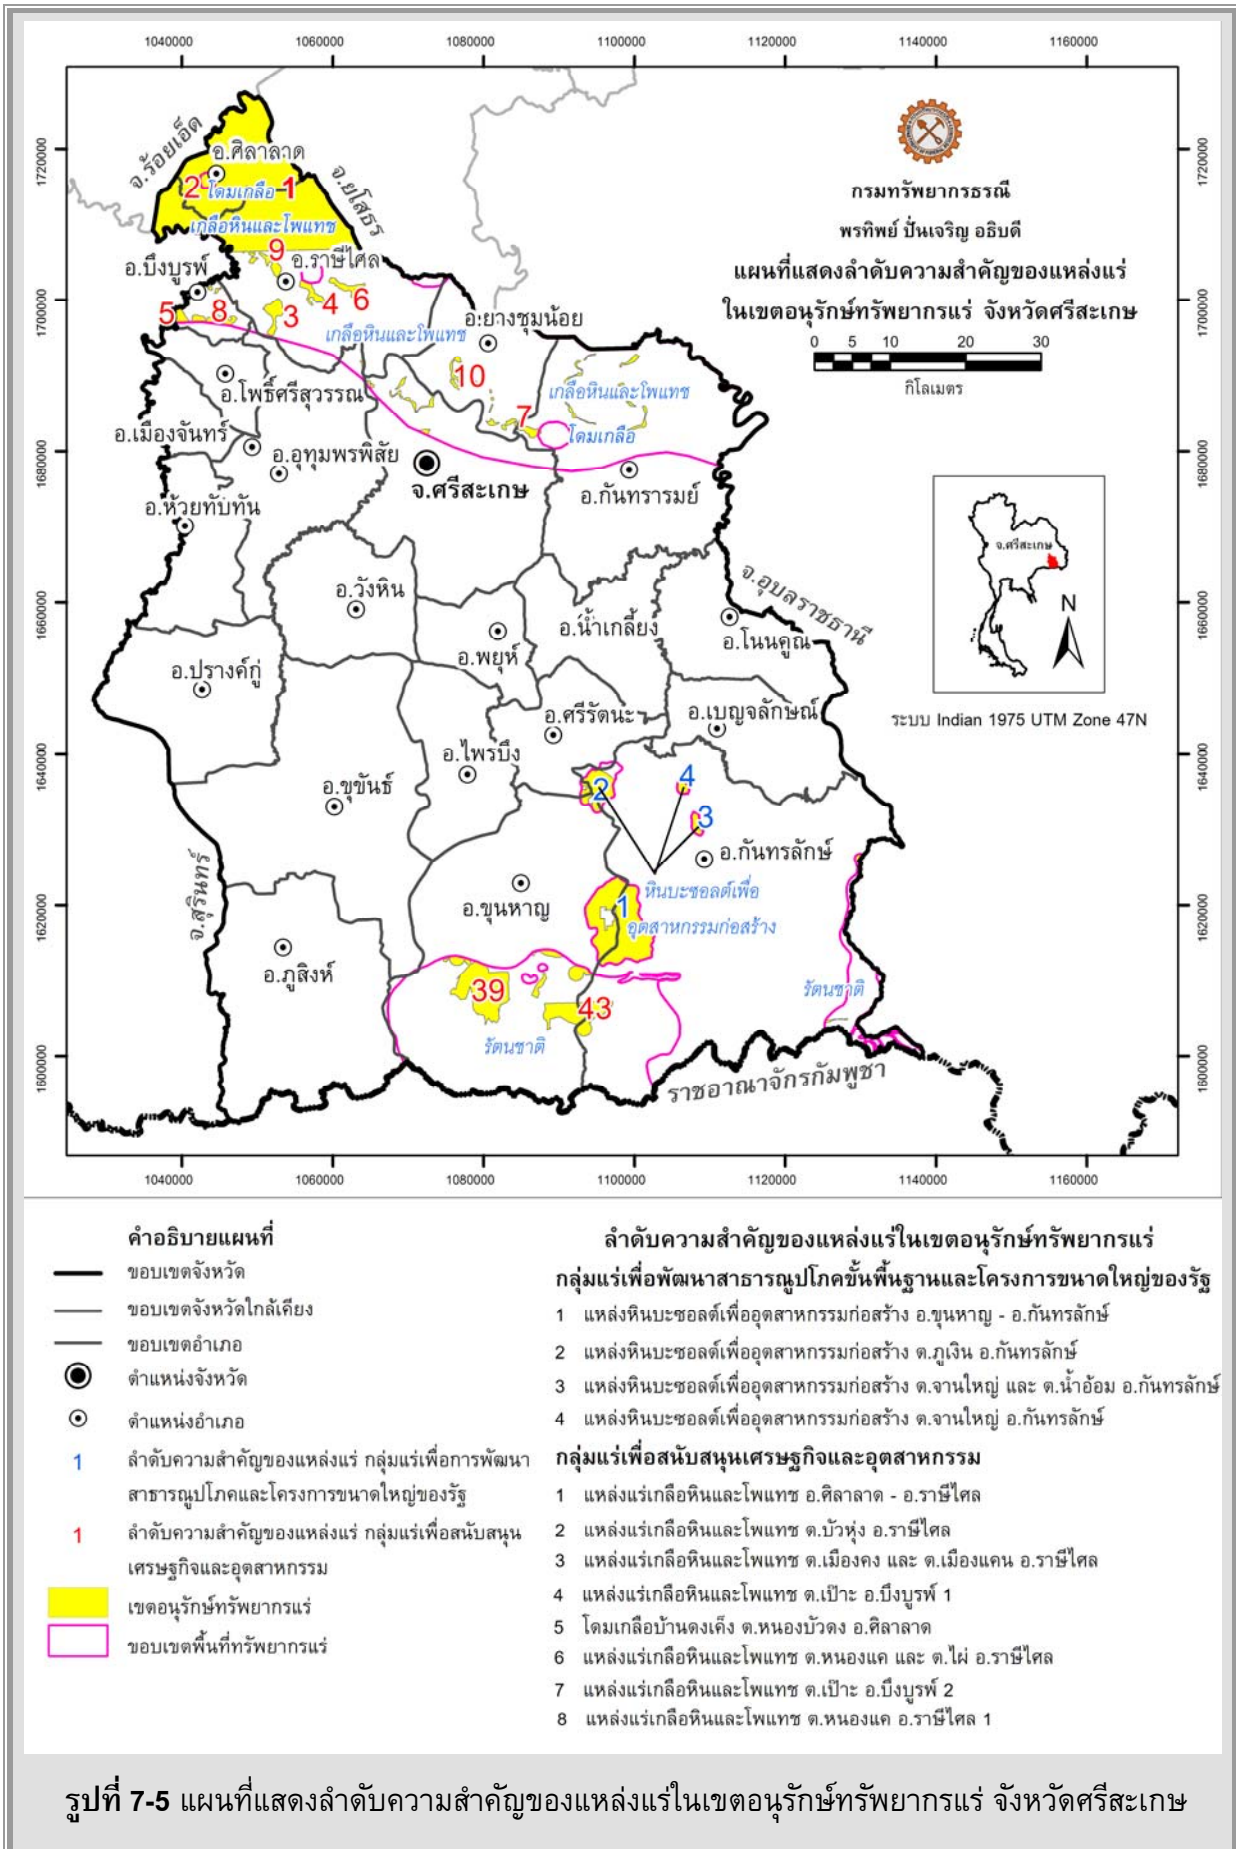 1040000 1060000 1080000 1100000 1120000 1140000 1160000
1720000
1700000
1680000
1660000
1640000
1620000
1600000
1720000
1700000
1680000
1660000
1640000
1620000
1600000
กรมทรัพยากรธรณี
พรทิพย์ ปั่นเจริญ อธิบดี
แผนที่แสดงลำดับความสำคัญของแหล่งแร่
ในเขตอนุรักษ์ทรัพยากรแร่ จังหวัดศรีสะเกษ
0 5 10 20 30
กิโลเมตร
จ.ศรีสะเกษ
N
ระบบ Indian 1975 UTM Zone 47N
จ.ร้อยเอ็ด
อ.ศิลาลาด
จ.ยโสธร
2 โดมเกลือ 1
เกลือหินและโพแทช
9
อ.บึงบูรพ์
อ.ราษีไศล
5 8 3 4 6
เกลือหินและโพแทช
อ.ยางชุมน้อย
10
เกลือหินและโพแทช
อ.โพธิ์ศรีสุวรรณ
7
โดมเกลือ
อ.เมืองจันทร์
อ.อุทุมพรพิสัย
จ.ศรีสะเกษ
อ.กันทรารมย์
อ.ห้วยทับทัน
จ.อุบลราชธานี
อ.วังหิน
อ.น้ำเกลี้ยง
อ.โนนคูณ
อ.พยุห์
อ.ปรางค์กู่
อ.ศรีรัตนะ
อ.เบญจลักษณ์
อ.ไพรบึง
2 4
อ.ขุขันธ์
3
อ.กันทรลักษ์
จ.สุรินทร์
หินบะซอลต์เพื่อ
1
อุตสาหกรรมก่อสร้าง
อ.ขุนหาญ
อ.ภูสิงห์
39
43
รัตนชาติ
รัตนชาติ
ราชอาณาจักรกัมพูชา
1040000 1060000 1080000 1100000 1120000 1140000 1160000
คำอธิบายแผนที่
ขอบเขตจังหวัด
ขอบเขตจังหวัดใกล้เคียง
ขอบเขตอำเภอ
ตำแหน่งจังหวัด
ตำแหน่งอำเภอ
1 ลำดับความสำคัญของแหล่งแร่ กลุ่มแร่เพื่อการพัฒนา
สาธารณูปโภคและโครงการขนาดใหญ่ของรัฐ
1 ลำดับความสำคัญของแหล่งแร่ กลุ่มแร่เพื่อสนับสนุน
เศรษฐกิจและอุตสาหกรรม
เขตอนุรักษ์ทรัพยากรแร่
ขอบเขตพื้นที่ทรัพยากรแร่
ลำดับความสำคัญของแหล่งแร่ในเขตอนุรักษ์ทรัพยากรแร่
กลุ่มแร่เพื่อพัฒนาสาธารณูปโภคขั้นพื้นฐานและโครงการขนาดใหญ่ของรัฐ
1 แหล่งหินบะซอลต์เพื่ออุตสาหกรรมก่อสร้าง อ.ขุนหาญ - อ.กันทรลักษ์
2 แหล่งหินบะซอลต์เพื่ออุตสาหกรรมก่อสร้าง ต.ภูเงิน อ.กันทรลักษ์
3 แหล่งหินบะซอลต์เพื่ออุตสาหกรรมก่อสร้าง ต.จานใหญ่ และ ต.น้ำอ้อม อ.กันทรลักษ์
4 แหล่งหินบะซอลต์เพื่ออุตสาหกรรมก่อสร้าง ต.จานใหญ่ อ.กันทรลักษ์
กลุ่มแร่เพื่อสนับสนุนเศรษฐกิจและอุตสาหกรรม
1 แหล่งแร่เกลือหินและโพแทช อ.ศิลาลาด - อ.ราษีไศล
2 แหล่งแร่เกลือหินและโพแทช ต.บัวหุ่ง อ.ราษีไศล
3 แหล่งแร่เกลือหินและโพแทช ต.เมืองคง และ ต.เมืองแคน อ.ราษีไศล
4 แหล่งแร่เกลือหินและโพแทช ต.เป๊าะ อ.บึงบูรพ์ 1
5 โดมเกลือบ้านดงเค็ง ต.หนองบัวดง อ.ศิลาลาด
6 แหล่งแร่เกลือหินและโพแทช ต.หนองแค และ ต.ไผ่ อ.ราษีไศล
7 แหล่งแร่เกลือหินและโพแทช ต.เป๊าะ อ.บึงบูรพ์ 2
8 แหล่งแร่เกลือหินและโพแทช ต.หนองแค อ.ราษีไศล 1
รูปที่ 7-5 แผนที่แสดงลำดับความสำคัญของแหล่งแร่ในเขตอนุรักษ์ทรัพยากรแร่ จังหวัดศรีสะเกษ